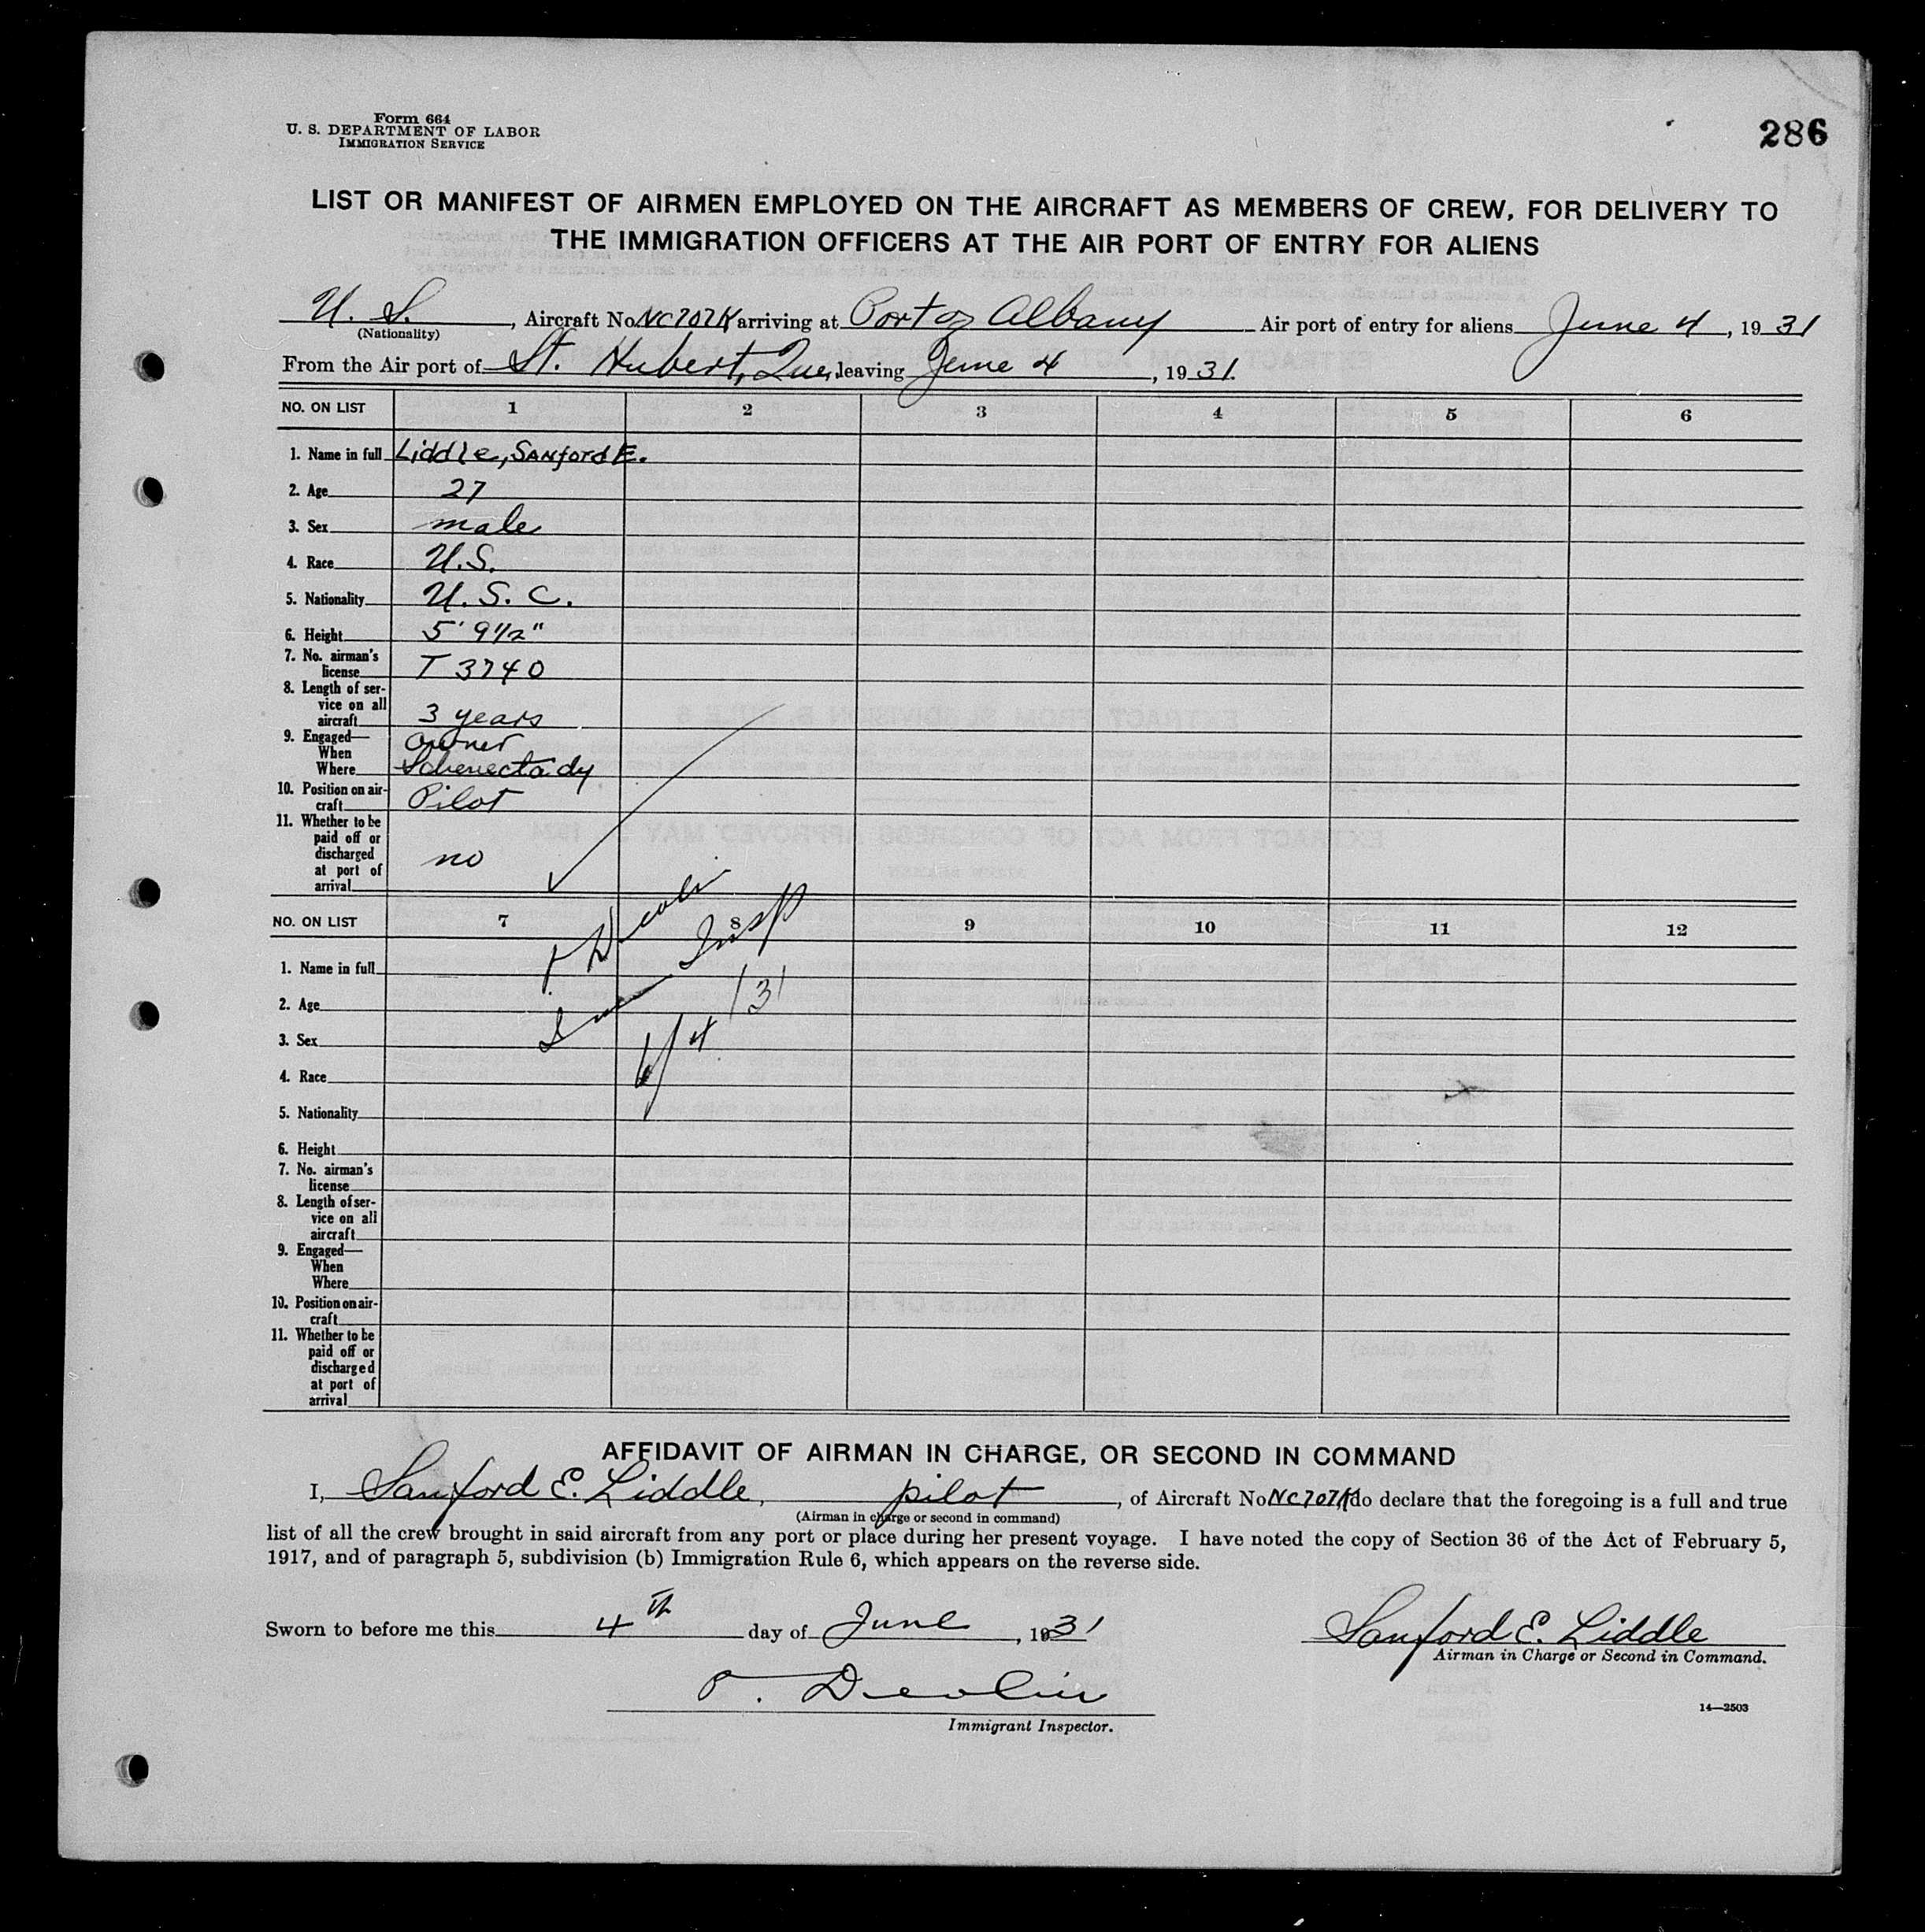 Form 664
U. S. DEPARTMENT OF LABOR
IMMIGRATION SERVICE
286
LIST OR MANIFEST OF AIRMEN EMPLOYED ON THE AIRCRAFT AS MEMBERS OF CREW, FOR DELIVERY TO
THE IMMIGRATION OFFICERS AT THE AIR PORT OF ENTRY FOR ALIENS
U. S., Aircraft No. NC707K arriving at Port of Albany Air port of entry for aliens June 4, 1931
(Nationality)
From the Air port of St. Hubert, Que. leaving June 4, 1931.
NO. ON LIST 1 2 3 4 5 6
1. Name in full Liddle, Sanford E.
2. Age 27
3. Sex male
4. Race U.S.
5. Nationality U. S. C.
6. Height 5' 9 1/2"
7. No. airman's
license T 3740
8. Length of ser-
vice on all
aircraft 3 years
9. Engaged—
When owner
Where Schenectady
10. Position on air-
craft Pilot
11. Whether to be
paid off or
discharged
at port of
arrival no
NO. ON LIST 7 8 9 10 11 12
Devlin
Insp
6/4/31
1. Name in full
2. Age
3. Sex
4. Race
5. Nationality
6. Height
7. No. airman's
license
8. Length of ser-
vice on all
aircraft
9. Engaged—
When
Where
10. Position on air-
craft
11. Whether to be
paid off or
discharged
at port of
arrival
AFFIDAVIT OF AIRMAN IN CHARGE, OR SECOND IN COMMAND
I, Sanford E. Liddle, pilot, of Aircraft No. NC707K do declare that the foregoing is a full and true
(Airman in charge or second in command)
list of all the crew brought in said aircraft from any port or place during her present voyage. I have noted the copy of Section 36 of the Act of February 5,
1917, and of paragraph 5, subdivision (b) Immigration Rule 6, which appears on the reverse side.
Sworn to before me this 4th day of June, 1931
Sanford E. Liddle
Airman in Charge or Second in Command.
Devlin
Immigrant Inspector.
14—2503